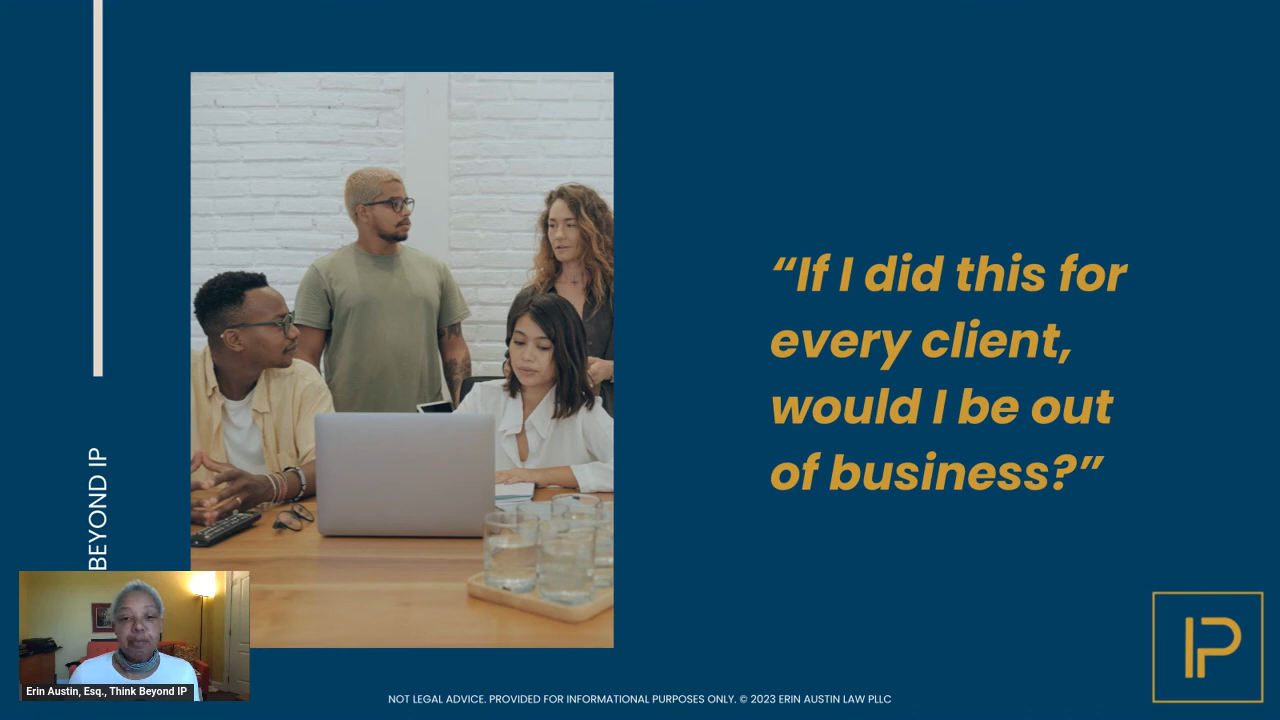 “If I did this for
every client,
would I be out
of business?”
BEYOND IP
Erin Austin, Esq., Think Beyond IP
NOT LEGAL ADVICE. PROVIDED FOR INFORMATIONAL PURPOSES ONLY. © 2023 ERIN AUSTIN LAW PLLC
IP